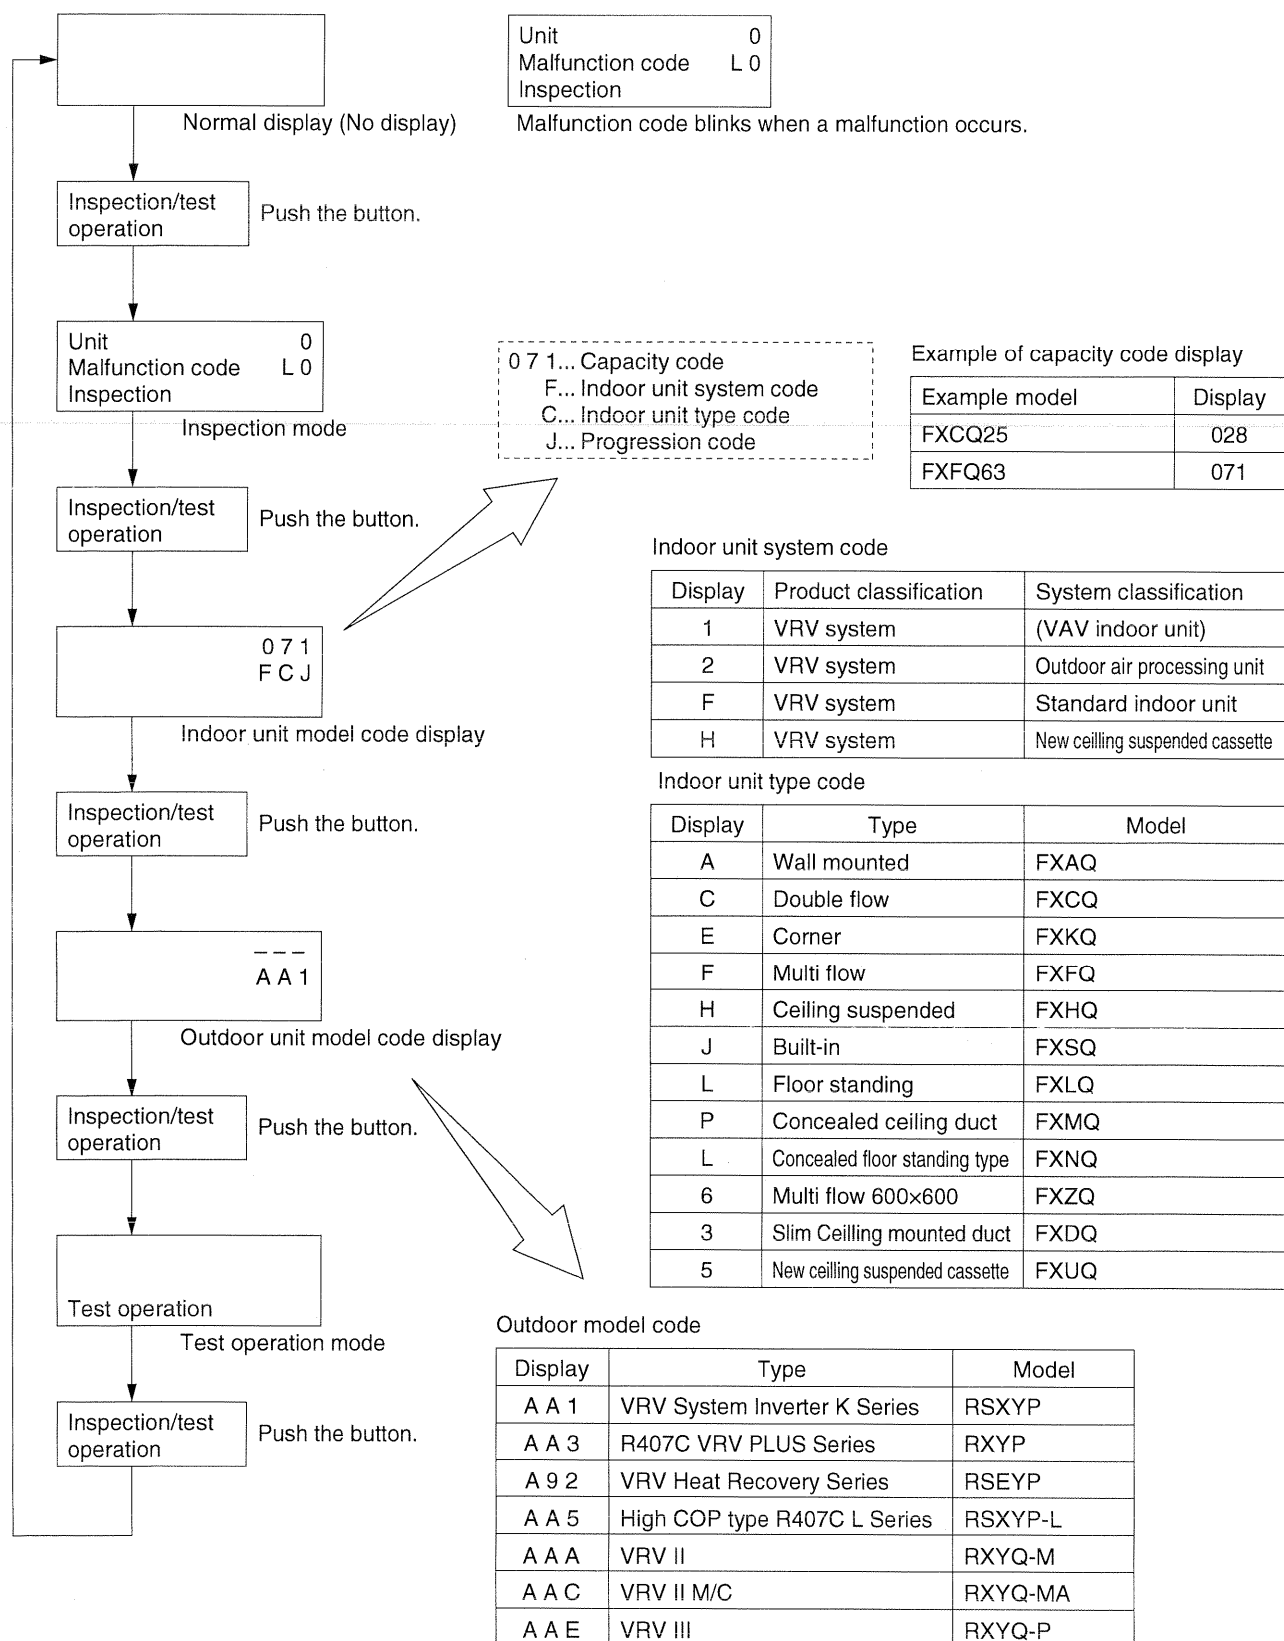 Normal display (No display)
Unit 0
Malfunction code L 0
Inspection
Malfunction code blinks when a malfunction occurs.
Inspection/test
operation
Push the button.
Unit 0
Malfunction code L 0
Inspection
Inspection mode
Inspection/test
operation
Push the button.
0 7 1
F C J
Indoor unit model code display
Inspection/test
operation
Push the button.
– – –
A A 1
Outdoor unit model code display
Inspection/test
operation
Push the button.
Test operation
Test operation mode
Inspection/test
operation
Push the button.
0 7 1... Capacity code
F... Indoor unit system code
C... Indoor unit type code
J... Progression code
Example of capacity code display
Example model Display
FXCQ25 028
FXFQ63 071
Indoor unit system code
Display Product classification System classification
1 VRV system (VAV indoor unit)
2 VRV system Outdoor air processing unit
F VRV system Standard indoor unit
H VRV system New ceilling suspended cassette
Indoor unit type code
Display Type Model
A Wall mounted FXAQ
C Double flow FXCQ
E Corner FXKQ
F Multi flow FXFQ
H Ceiling suspended FXHQ
J Built-in FXSQ
L Floor standing FXLQ
P Concealed ceiling duct FXMQ
L Concealed floor standing type FXNQ
6 Multi flow 600×600 FXZQ
3 Slim Ceilling mounted duct FXDQ
5 New ceilling suspended cassette FXUQ
Outdoor model code
Display Type Model
A A 1 VRV System Inverter K Series RSXYP
A A 3 R407C VRV PLUS Series RXYP
A 9 2 VRV Heat Recovery Series RSEYP
A A 5 High COP type R407C L Series RSXYP-L
A A A VRV II RXYQ-M
A A C VRV II M/C RXYQ-MA
A A E VRV III RXYQ-P